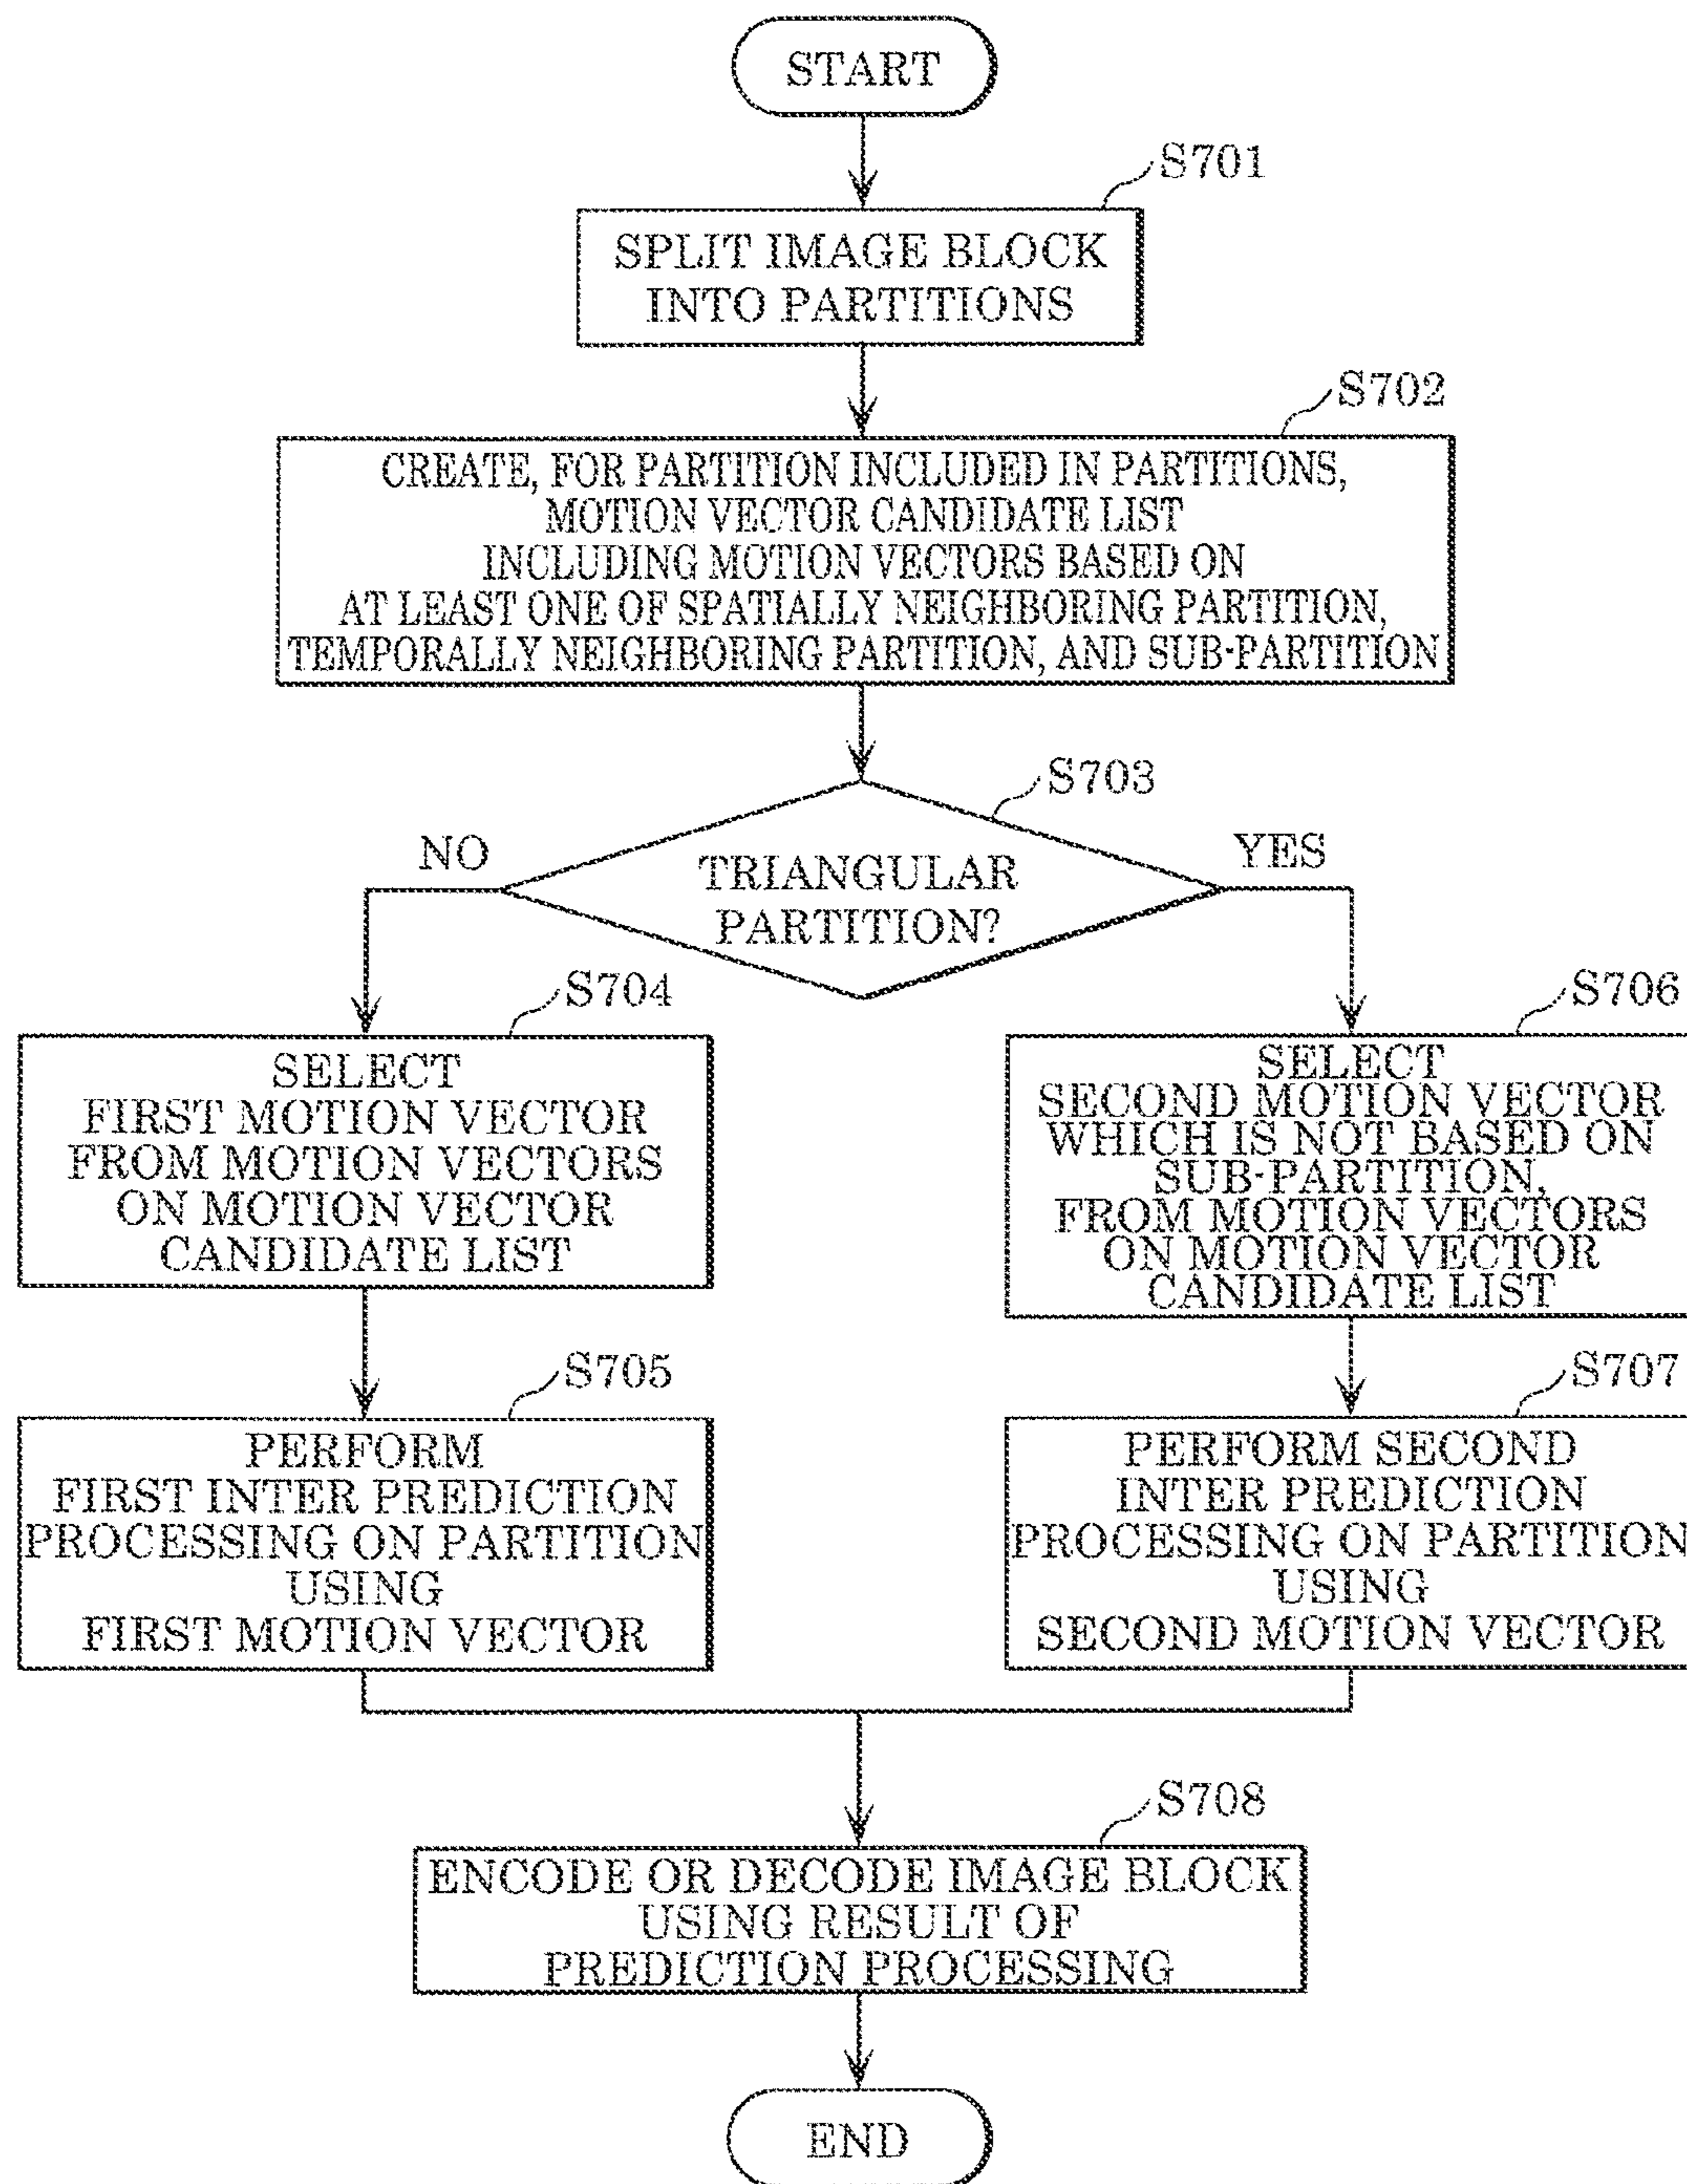 START
S701
SPLIT IMAGE BLOCK
INTO PARTITIONS
S702
CREATE, FOR PARTITION INCLUDED IN PARTITIONS,
MOTION VECTOR CANDIDATE LIST
INCLUDING MOTION VECTORS BASED ON
AT LEAST ONE OF SPATIALLY NEIGHBORING PARTITION,
TEMPORALLY NEIGHBORING PARTITION, AND SUB-PARTITION
S703
NO
YES
TRIANGULAR
PARTITION?
S704
SELECT
FIRST MOTION VECTOR
FROM MOTION VECTORS
ON MOTION VECTOR
CANDIDATE LIST
S706
SELECT
SECOND MOTION VECTOR
WHICH IS NOT BASED ON
SUB-PARTITION,
FROM MOTION VECTORS
ON MOTION VECTOR
CANDIDATE LIST
S705
PERFORM
FIRST INTER PREDICTION
PROCESSING ON PARTITION
USING
FIRST MOTION VECTOR
S707
PERFORM SECOND
INTER PREDICTION
PROCESSING ON PARTITION
USING
SECOND MOTION VECTOR
S708
ENCODE OR DECODE IMAGE BLOCK
USING RESULT OF
PREDICTION PROCESSING
END